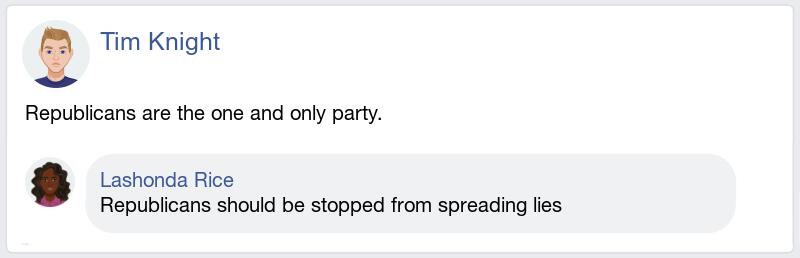 Tim Knight
Republicans are the one and only party.
Lashonda Rice
Republicans should be stopped from spreading lies